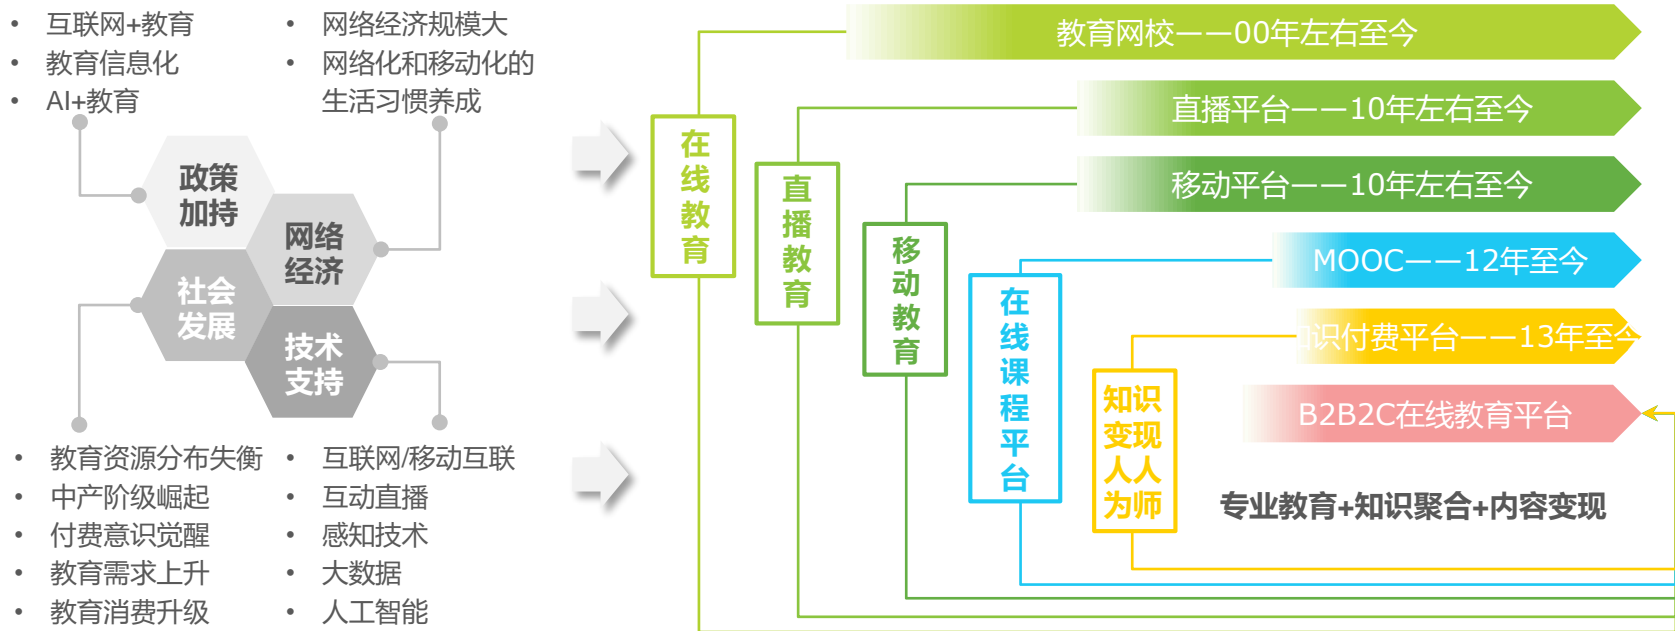 • 互联网+教育
• 教育信息化
• AI+教育
• 网络经济规模大
• 网络化和移动化的
生活习惯养成
政策
加持
网络
经济
社会
发展
技术
支持
• 教育资源分布失衡
• 中产阶级崛起
• 付费意识觉醒
• 教育需求上升
• 教育消费升级
• 互联网/移动互联
• 互动直播
• 感知技术
• 大数据
• 人工智能
在线教育
直播教育
移动教育
在线课程平台
知识
变现
人人
为师
教育网校——00年左右至今
直播平台——10年左右至今
移动平台——10年左右至今
MOOC——12年至今
知识付费平台——13年至今
B2B2C在线教育平台
专业教育+知识聚合+内容变现